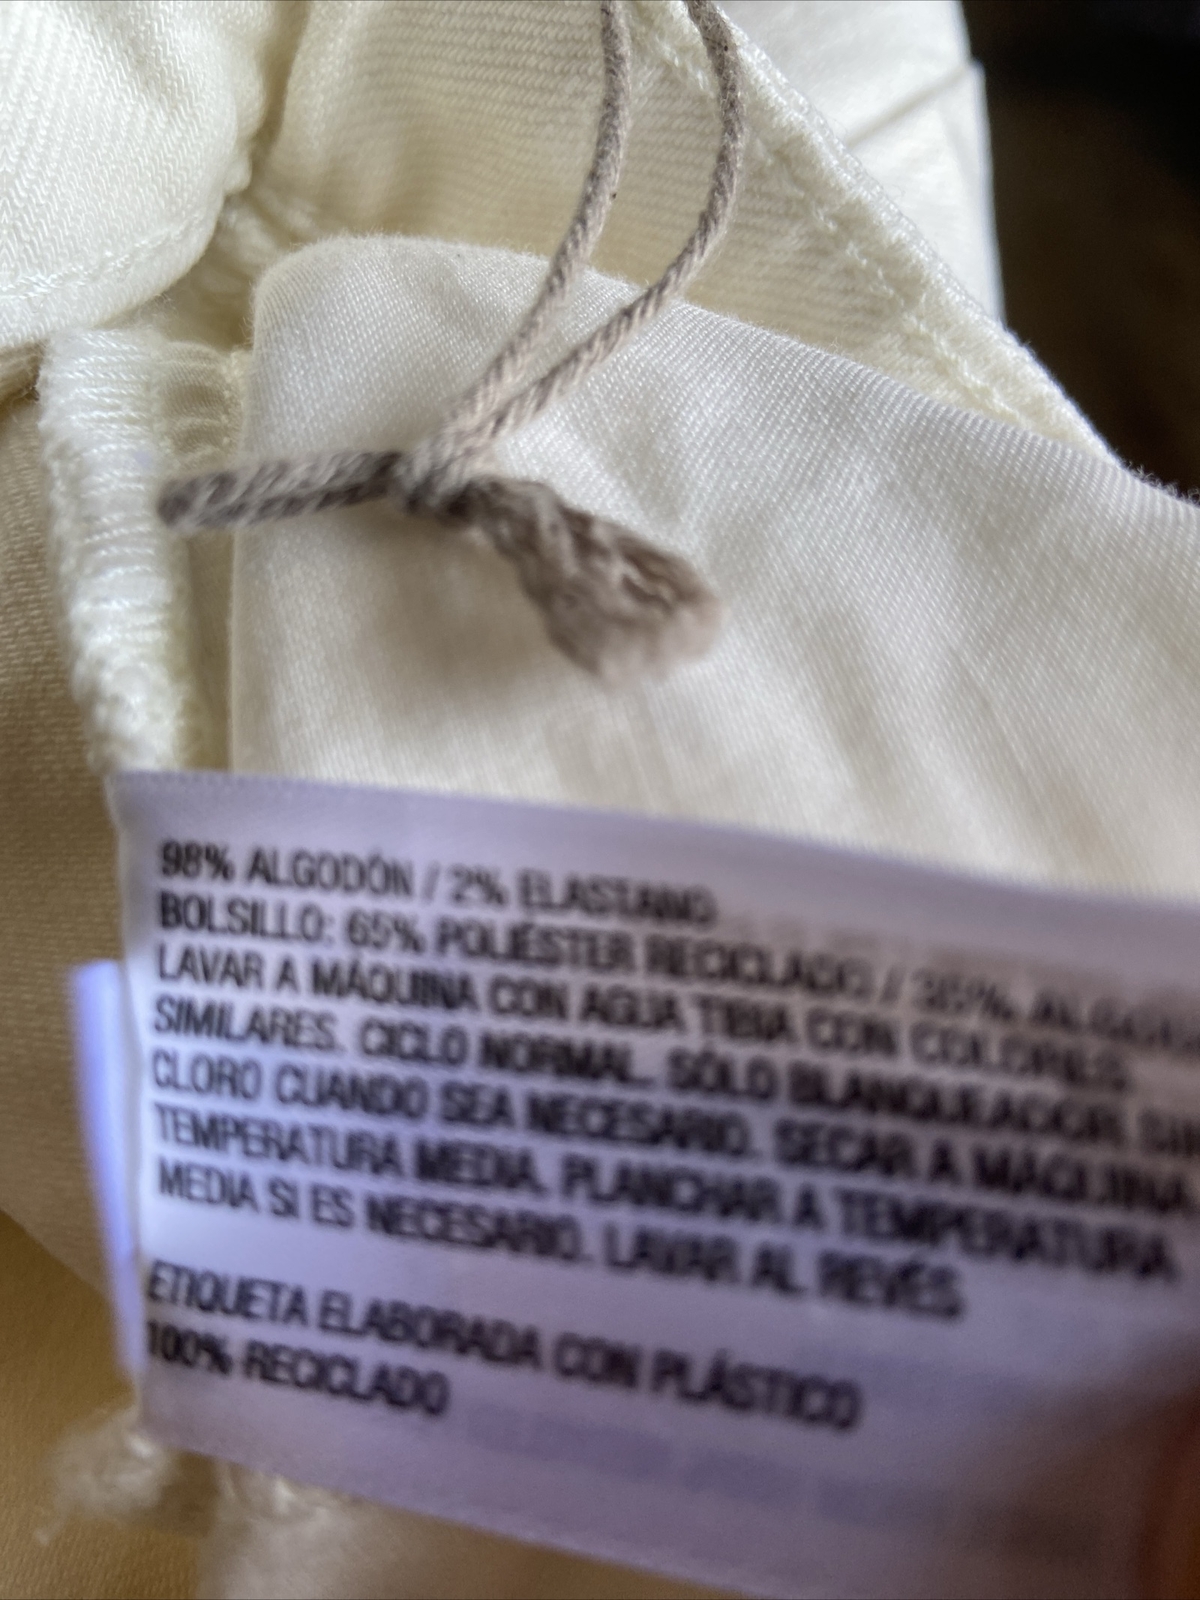 98% ALGODÓN / 2% ELASTANO
BOLSILLO: 65% POLIÉSTER RECICLADO / 35%
LAVAR A MÁQUINA CON AGUA TIBIA CON COLORES
SIMILARES. CICLO NORMAL. SÓLO BLANQUEADOR SIN
CLORO CUANDO SEA NECESARIO. SECAR A MÁQUINA
TEMPERATURA MEDIA. PLANCHAR A TEMPERATURA
MEDIA SI ES NECESARIO. LAVAR AL REVÉS
ETIQUETA ELABORADA CON PLÁSTICO
100% RECICLADO